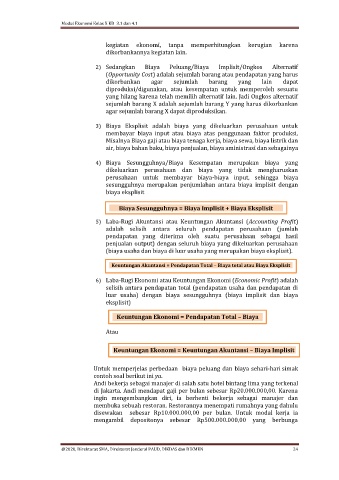 Modul Ekonomi Kelas X KD 3.1 dan 4.1
kegiatan ekonomi, tanpa memperhitungkan kerugian karena
dikorbankannya kegiatan lain.
2) Sedangkan Biaya Peluang/Biaya Implisit/Ongkos Alternatif
(Opportunity Cost) adalah sejumlah barang atau pendapatan yang harus
dikorbankan agar sejumlah barang yang lain dapat
diproduksi/digunakan, atau kesempatan untuk memperoleh sesuatu
yang hilang karena telah memilih alternatif lain. Jadi Ongkos alternatif
sejumlah barang X adalah sejumlah barang Y yang harus dikorbankan
agar sejumlah barang X dapat diproduksikan.
3) Biaya Eksplisit adalah biaya yang dikeluarkan perusahaan untuk
membayar biaya input atau biaya atas penggunaan faktor produksi,
Misalnya Biaya gaji atau biaya tenaga kerja, biaya sewa, biaya listrik dan
air, biaya bahan baku, biaya penjualan, biaya administrasi dan sebagainya
4) Biaya Sesungguhnya/Biaya Kesempatan merupakan biaya yang
dikeluarkan perusahaan dan biaya yang tidak mengharuskan
perusahaan untuk membayar biaya-biaya input, sehingga biaya
sesungguhnya merupakan penjumlahan antara biaya implisit dengan
biaya eksplisit
Biaya Sesungguhnya = Biaya Implisit + Biaya Eksplisit
5) Laba-Rugi Akuntansi atau Keuntungan Akuntansi (Accounting Profit)
adalah selisih antara seluruh pendapatan perusahaan (jumlah
pendapatan yang diterima oleh suatu perusahaan sebagai hasil
penjualan output) dengan seluruh biaya yang dikeluarkan perusahaan
(biaya usaha dan biaya di luar usaha yang merupakan biaya eksplisit).
Keuntungan Akuntansi = Pendapatan Total – Biaya total atau Biaya Eksplisit
6) Laba-Rugi Ekonomi atau Keuntungan Ekonomi (Economic Profit) adalah
selisih antara pendapatan total (pendapatan usaha dan pendapatan di
luar usaha) dengan biaya sesungguhnya (biaya implisit dan biaya
eksplisit)
Keuntungan Ekonomi = Pendapatan Total – Biaya
Atau
Keuntungan Ekonomi = Keuntungan Akuntansi – Biaya Implisit
Untuk memperjelas perbedaan biaya peluang dan biaya sehari-hari simak
contoh soal berikut ini ya.
Andi bekerja sebagai manajer di salah satu hotel bintang lima yang terkenal
di Jakarta. Andi mendapat gaji per bulan sebesar Rp20.000.000,00. Karena
ingin mengembangkan diri, ia berhenti bekerja sebagai manajer dan
membuka sebuah restoran. Restorannya menempati rumahnya yang dahulu
disewakan sebesar Rp10.000.000,00 per bulan. Untuk modal kerja ia
mengambil depositonya sebesar Rp500.000.000,00 yang berbunga
@2020, Direktorat SMA, Direktorat Jenderal PAUD, DIKDAS dan DIKMEN 24